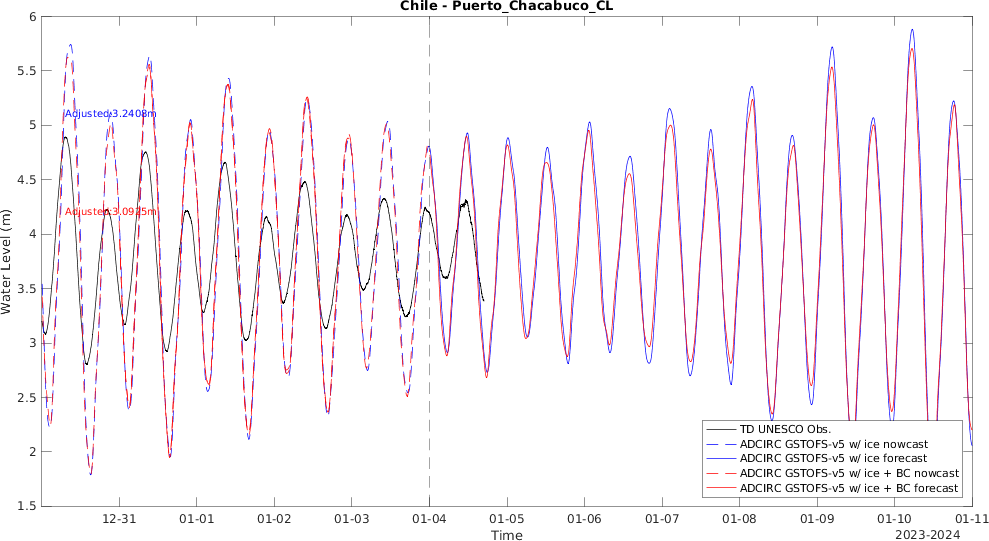 Chile - Puerto_Chacabuco_CL
Water Level (m)
6
5.5
5
4.5
4
3.5
3
2.5
2
1.5
Adjusted:3.2408m
Adjusted:3.0925m
TD UNESCO Obs.
ADCIRC GSTOFS-v5 w/ ice nowcast
ADCIRC GSTOFS-v5 w/ ice forecast
ADCIRC GSTOFS-v5 w/ ice + BC nowcast
ADCIRC GSTOFS-v5 w/ ice + BC forecast
12-31 01-01 01-02 01-03 01-04 01-05 01-06 01-07 01-08 01-09 01-10 01-11
Time
2023-2024